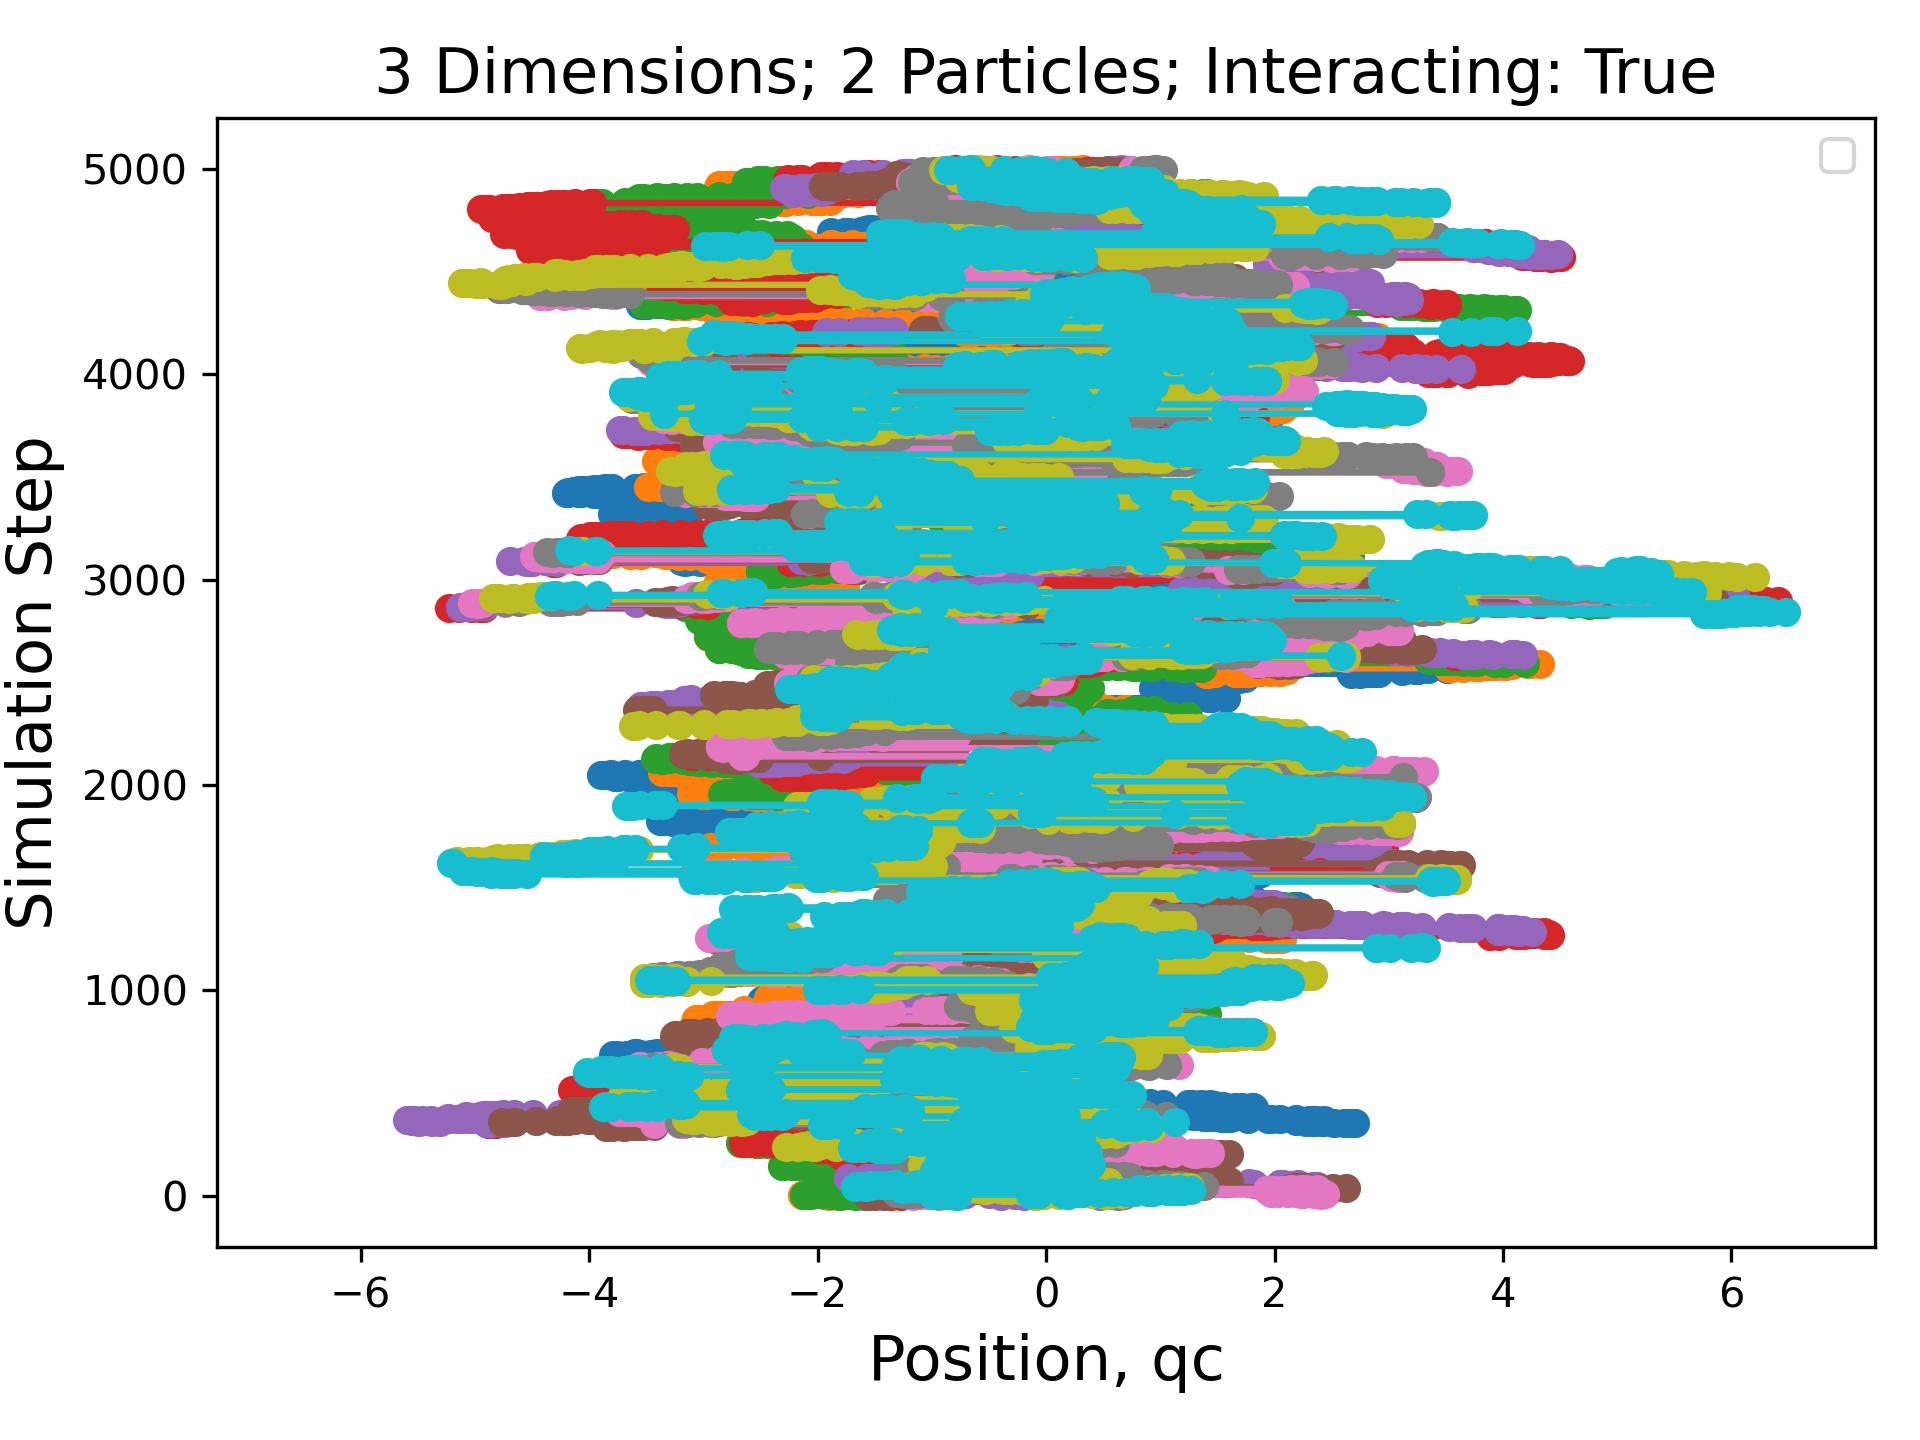 3 Dimensions; 2 Particles; Interacting: True
Simulation Step
5000
4000
3000
2000
1000
0
−6 −4 −2 0 2 4 6
Position, qc